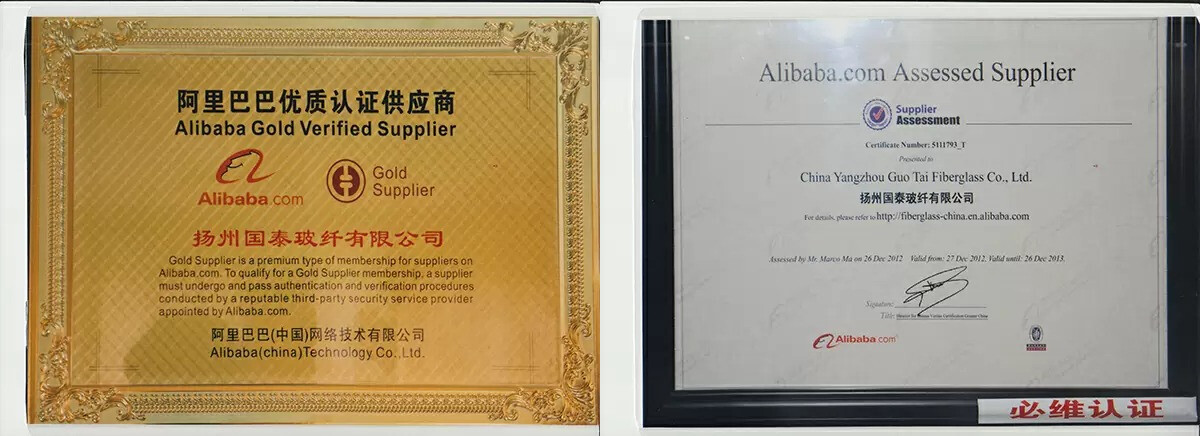 阿里巴巴优质认证供应商
Alibaba Gold Verified Supplier
Alibaba.com
Gold
Supplier
扬州国泰玻纤有限公司
Gold Supplier is a premium type of membership for suppliers on
Alibaba.com. To qualify for a Gold Supplier membership, a supplier
must undergo and pass authentication and verification procedures
conducted by a reputable third-party security service provider
appointed by Alibaba.com.
阿里巴巴(中国)网络技术有限公司
Alibaba(china)Technology Co.,Ltd.
Alibaba.com Assessed Supplier
Supplier
Assessment
Certificate Number: 5111793_T
Presented to
China Yangzhou Guo Tai Fiberglass Co., Ltd.
扬州国泰玻纤有限公司
For details, please refer to http://fiberglass-china.en.alibaba.com
Assessed by Mr. Marco Ma on 26 Dec 2012 Valid from: 27 Dec 2012, Valid until: 26 Dec 2013.
Signature:
Title: Director for Bureau Veritas Certification Greater China
Alibaba.com
必维认证